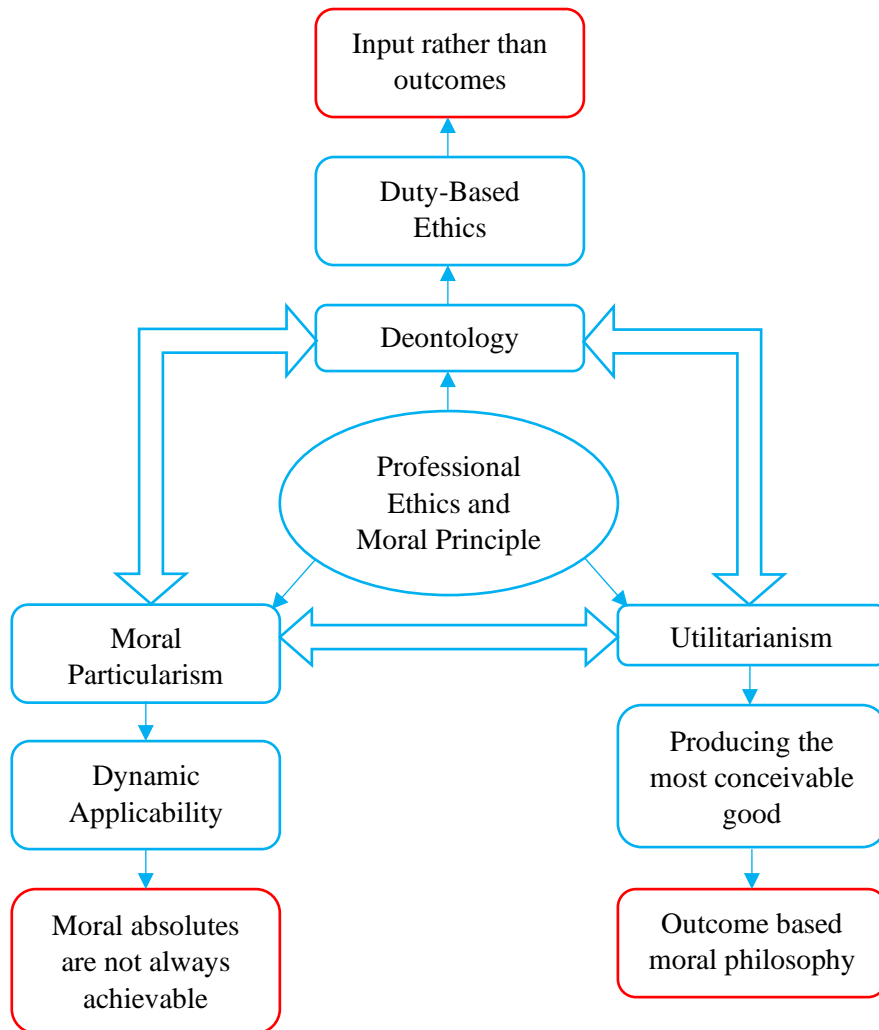 Input rather than
outcomes
Duty-Based
Ethics
Deontology
Professional
Ethics and
Moral Principle
Moral
Particularism
Utilitarianism
Dynamic
Applicability
Producing the
most conceivable
good
Moral absolutes
are not always
achievable
Outcome based
moral philosophy